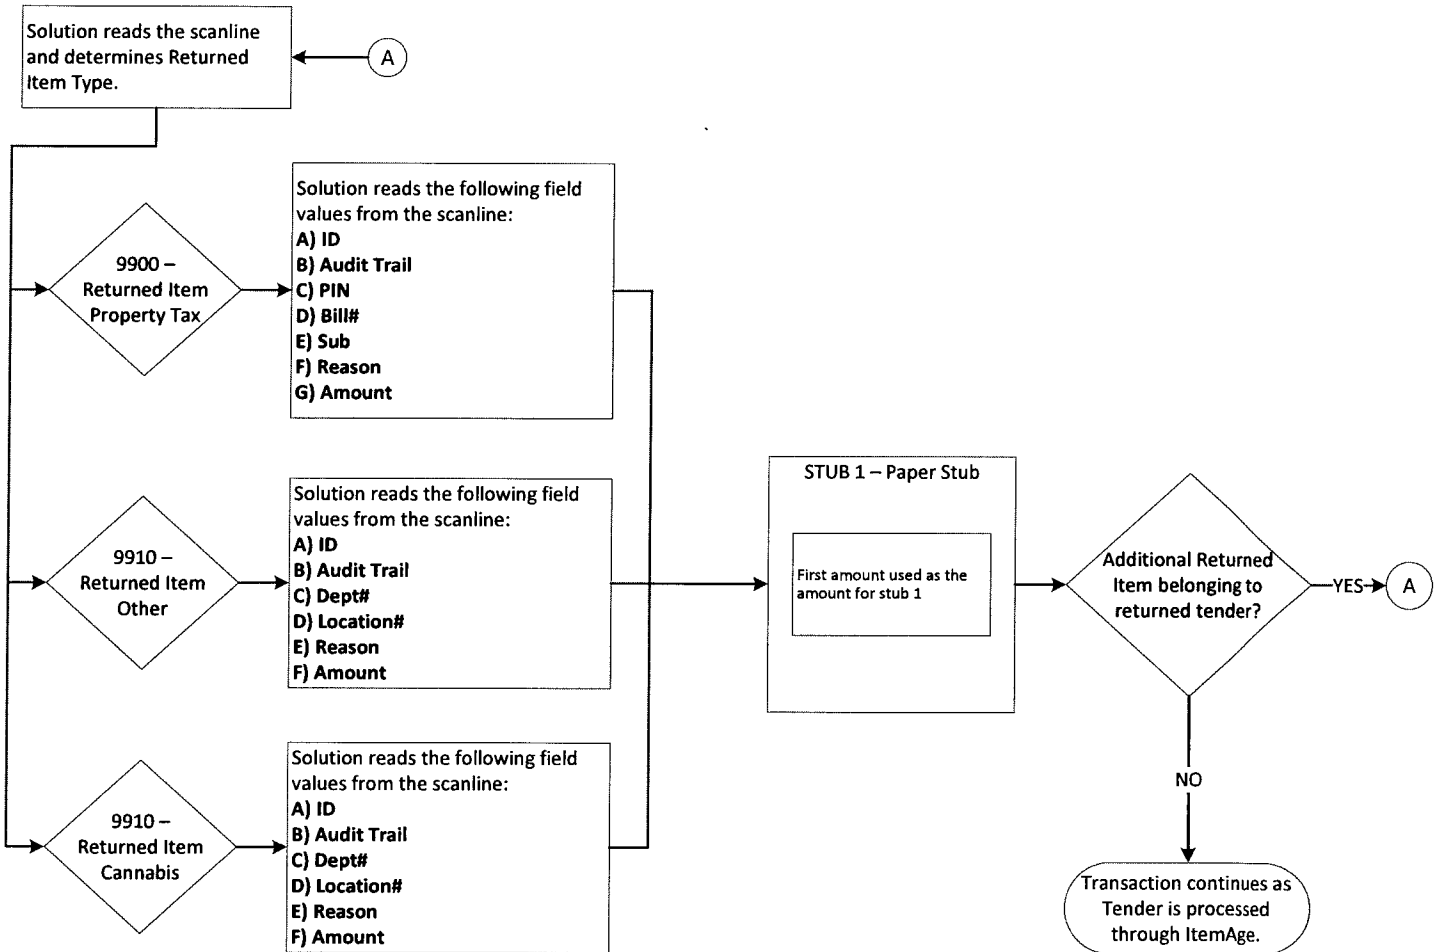 Solution reads the scanline
and determines Returned
Item Type.
A
9900 –
Returned Item
Property Tax
Solution reads the following field
values from the scanline:
A) ID
B) Audit Trail
C) PIN
D) Bill#
E) Sub
F) Reason
G) Amount
9910 –
Returned Item
Other
Solution reads the following field
values from the scanline:
A) ID
B) Audit Trail
C) Dept#
D) Location#
E) Reason
F) Amount
9910 –
Returned Item
Cannabis
Solution reads the following field
values from the scanline:
A) ID
B) Audit Trail
C) Dept#
D) Location#
E) Reason
F) Amount
STUB 1 – Paper Stub
First amount used as the
amount for stub 1
Additional Returned
Item belonging to
returned tender?
YES
A
NO
Transaction continues as
Tender is processed
through ItemAge.